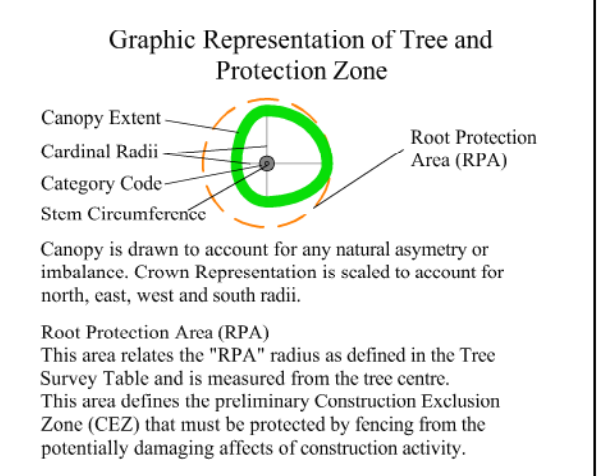 Graphic Representation of Tree and
Protection Zone
Canopy Extent
Cardinal Radii
Category Code
Stem Circumference
Root Protection
Area (RPA)
Canopy is drawn to account for any natural asymetry or
imbalance. Crown Representation is scaled to account for
north, east, west and south radii.
Root Protection Area (RPA)
This area relates the "RPA" radius as defined in the Tree
Survey Table and is measured from the tree centre.
This area defines the preliminary Construction Exclusion
Zone (CEZ) that must be protected by fencing from the
potentially damaging affects of construction activity.